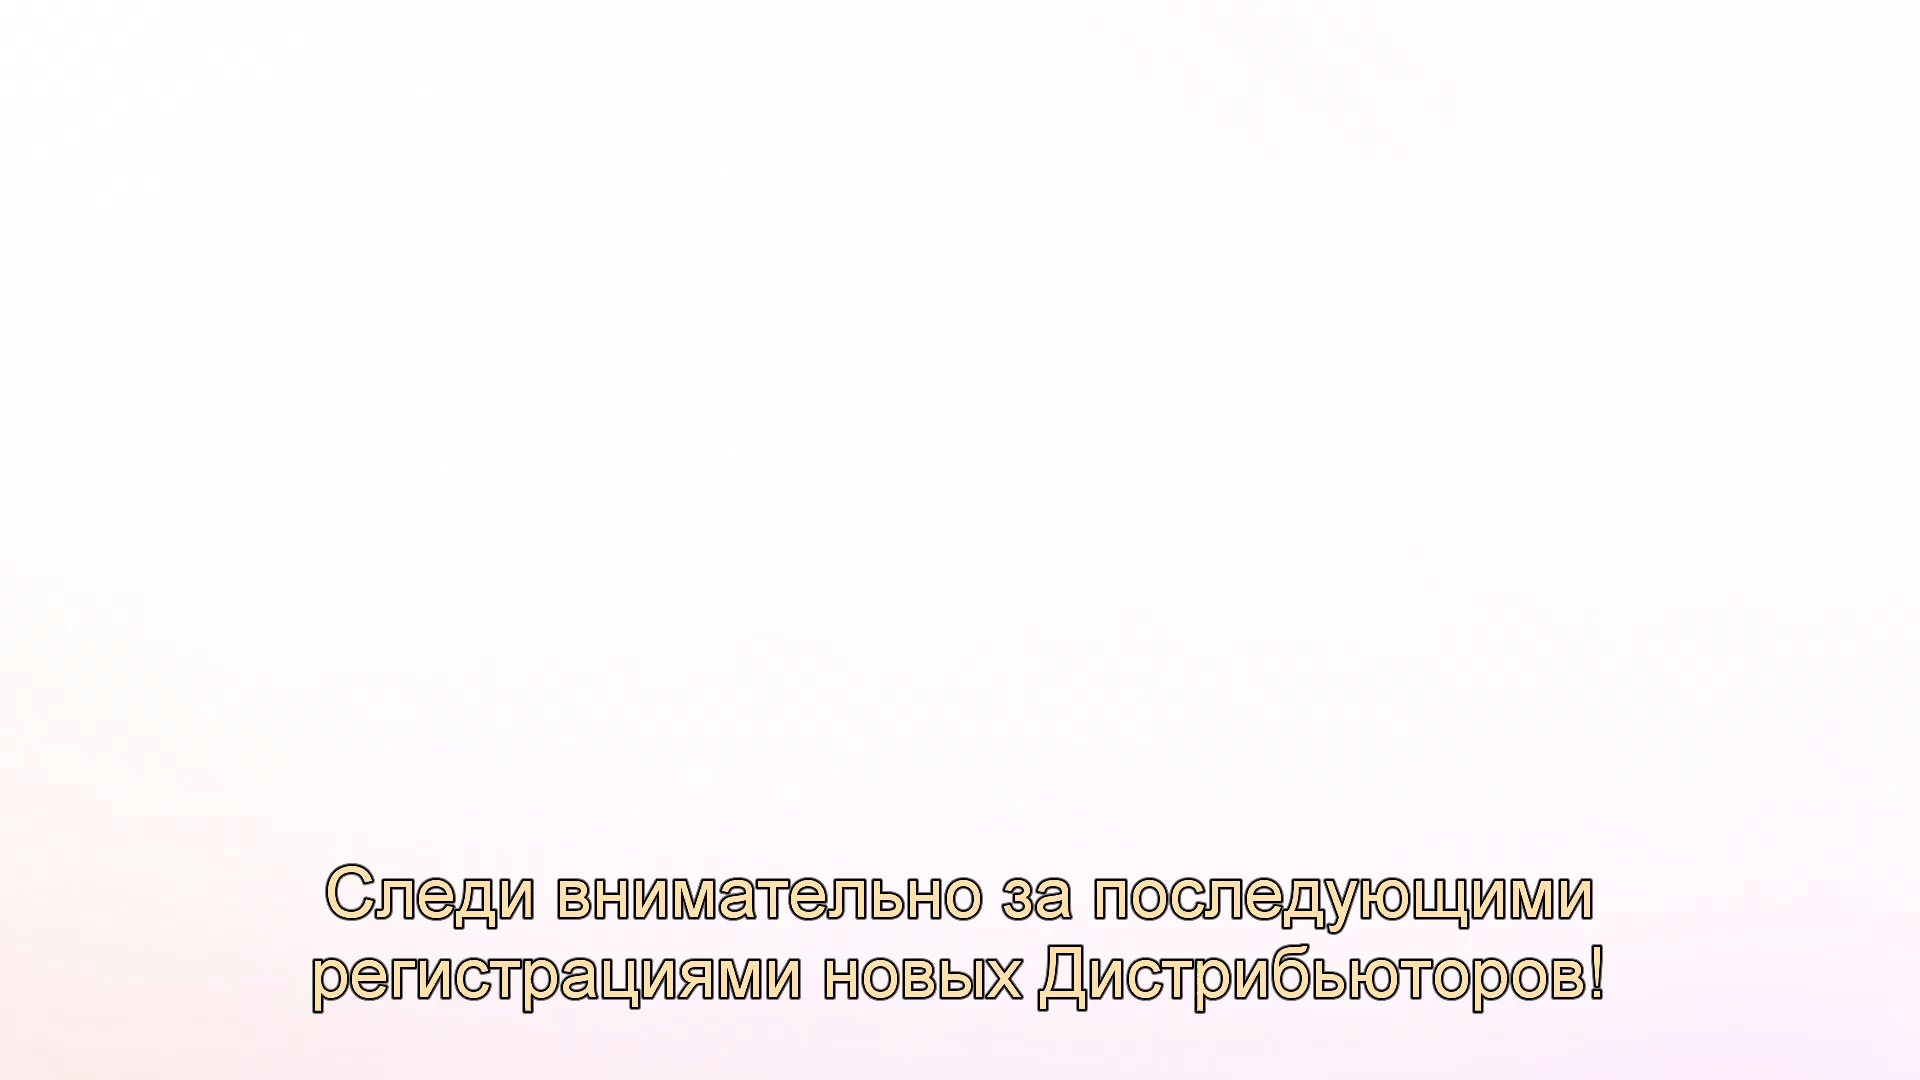 Следи внимательно за последующими
регистрациями новых Дистрибьюторов!